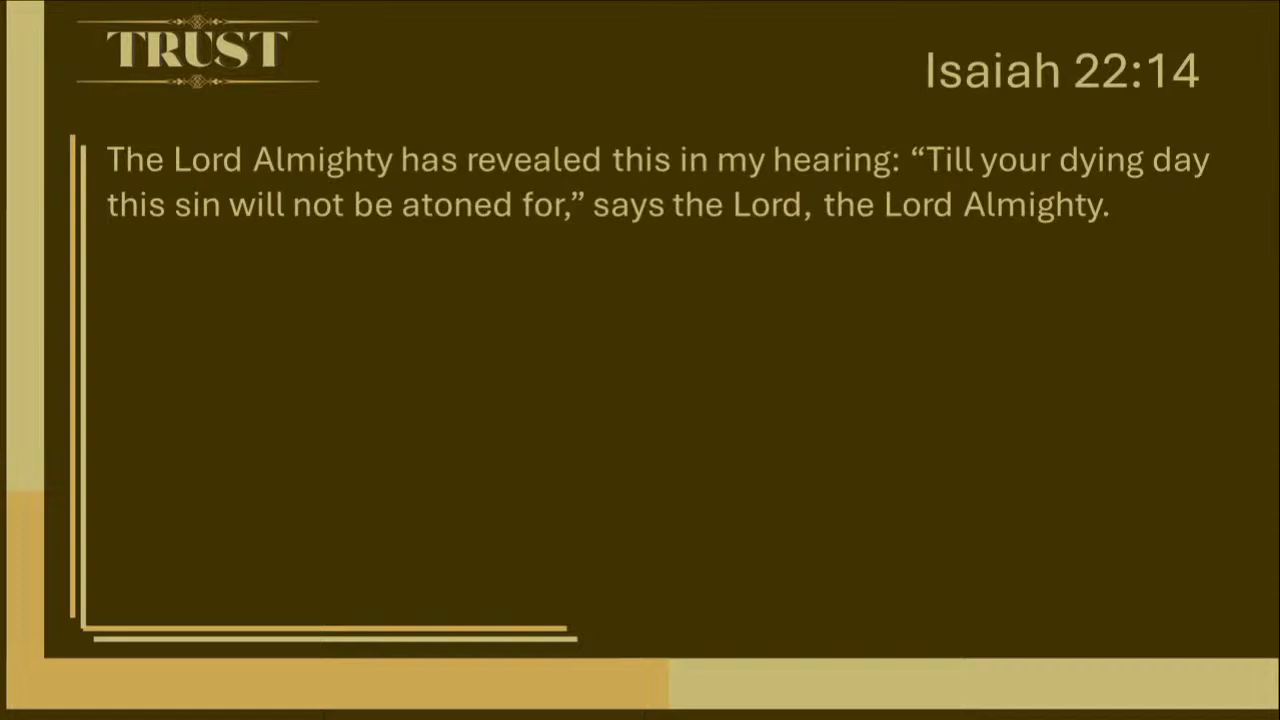 TRUST
Isaiah 22:14
The Lord Almighty has revealed this in my hearing: “Till your dying day
this sin will not be atoned for,” says the Lord, the Lord Almighty.